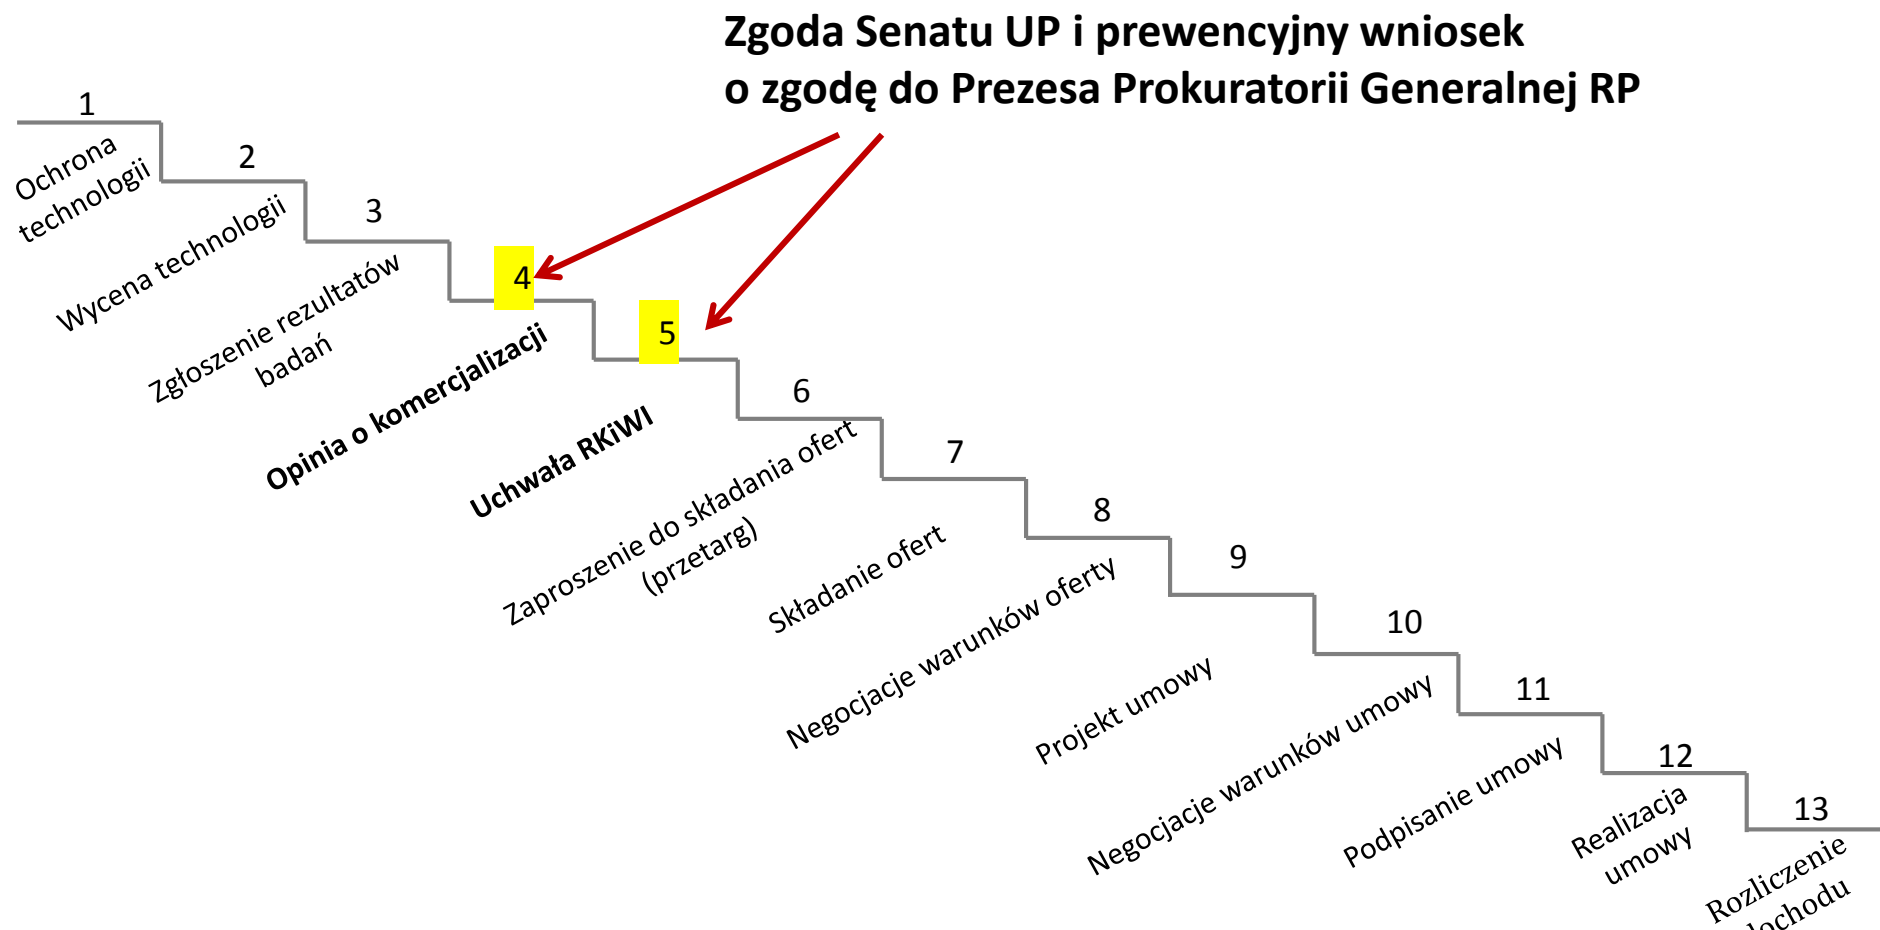 Zgoda Senatu UP i prewencyjny wniosek
o zgodę do Prezesa Prokuratorii Generalnej RP
1
Ochrona
technologii
2
Wycena technologii
3
Zgłoszenie rezultatów
badań
4
Opinia o komercjalizacji
5
Uchwała RKiWI
6
Zaproszenie do składania ofert
(przetarg)
7
Składanie ofert
8
Negocjacje warunków oferty
9
Projekt umowy
10
Negocjacje warunków umowy
11
Podpisanie umowy
12
Realizacja
umowy
13
Rozliczenie
dochodu